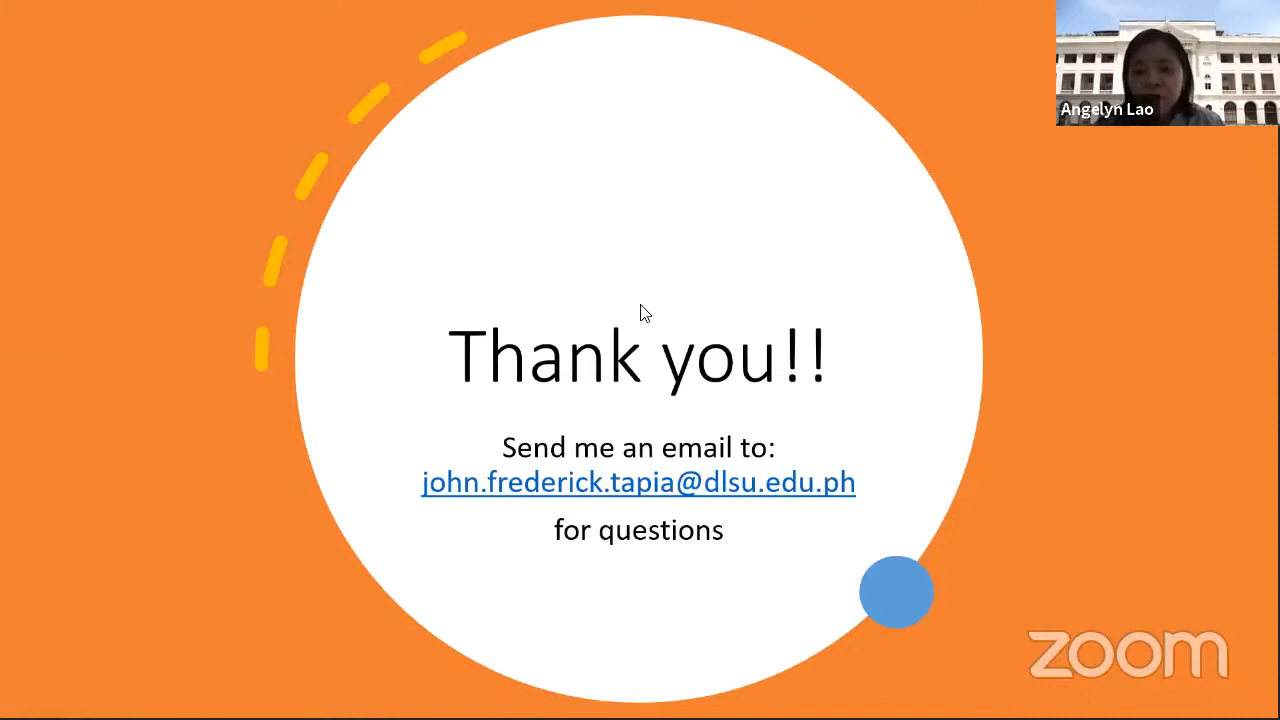 Angelyn Lao
Thank you!!
Send me an email to:
john.frederick.tapia@dlsu.edu.ph
for questions
zoom